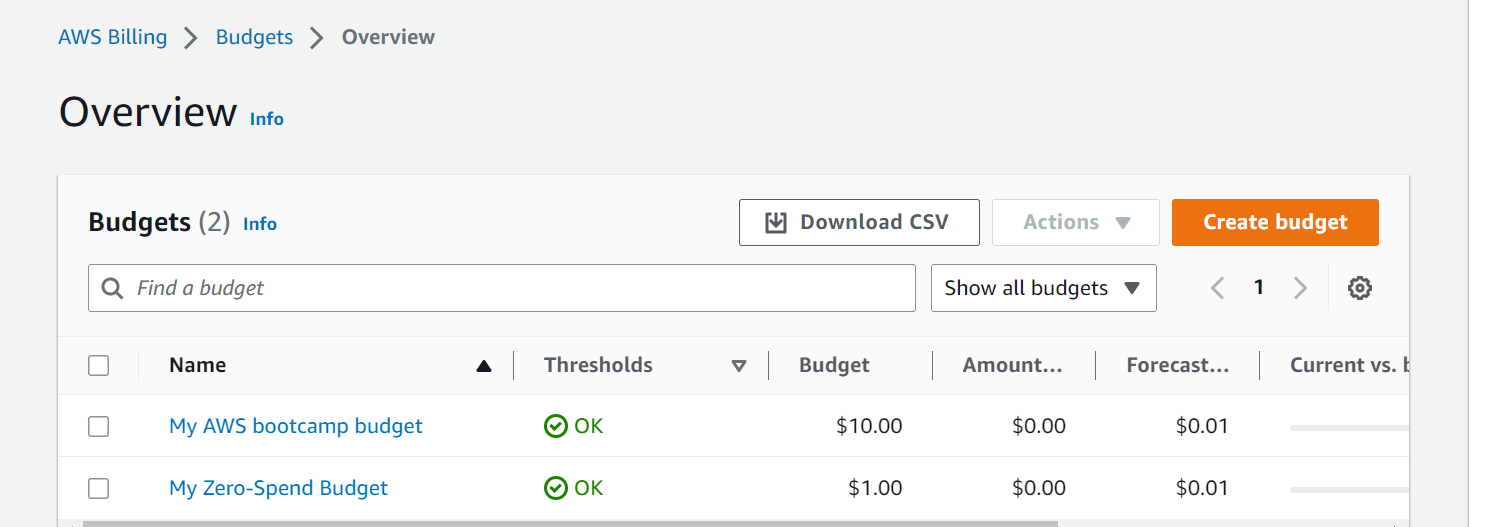 AWS Billing Budgets Overview
Overview Info
Budgets (2) Info Download CSV Actions Create budget
Find a budget Show all budgets 1
Name Thresholds Budget Amount... Forecast... Current vs.
My AWS bootcamp budget OK $10.00 $0.00 $0.01
My Zero-Spend Budget OK $1.00 $0.00 $0.01